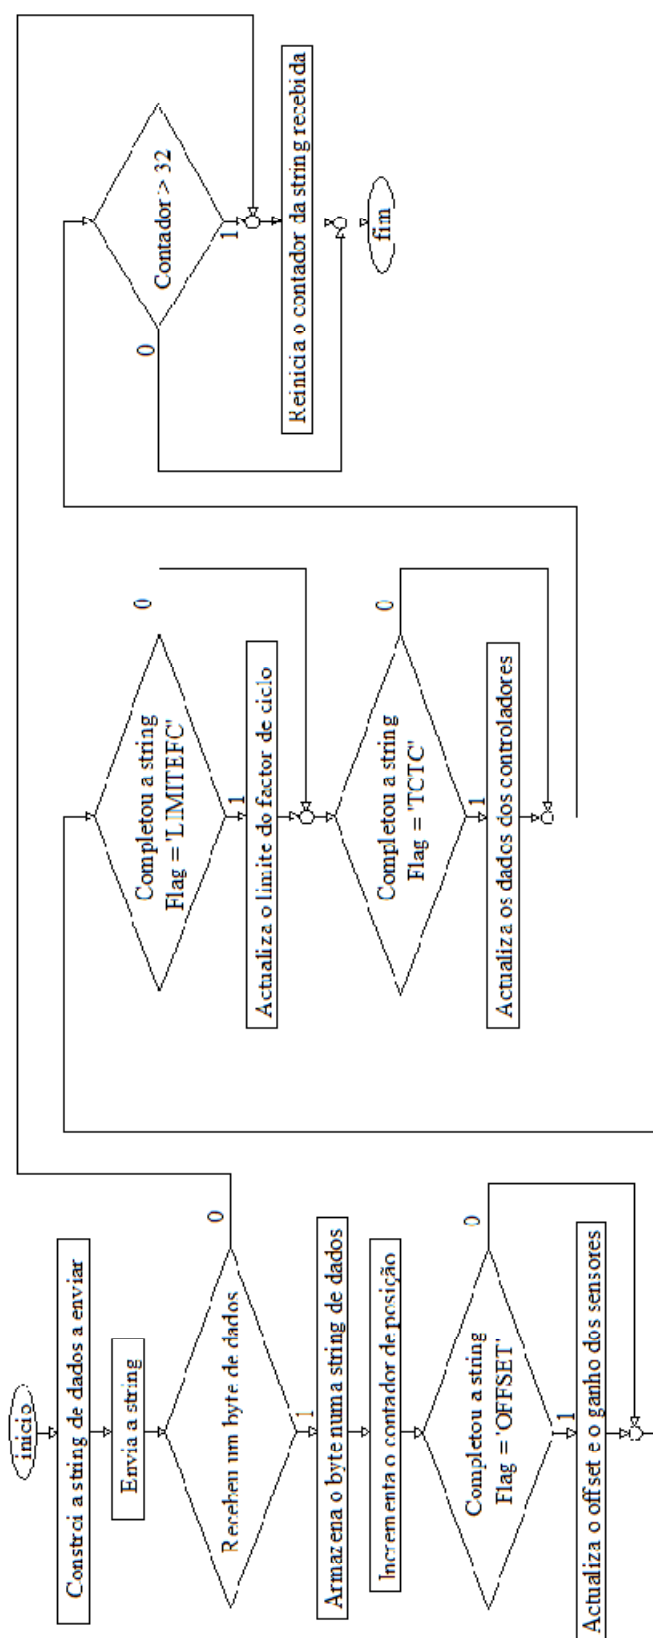 inicio
Constroi a string de dados a enviar
Envia a string
Recebeu um byte de dados
0
1
Armazena o byte numa string de dados
Incrementa o contador de posição
Completou a string
Flag = 'OFFSET'
0
1
Actualiza o offset e o ganho dos sensores
Completou a string
Flag = 'LIMITEFC'
0
1
Actualiza o limite do factor de ciclo
Completou a string
Flag = 'TCTC'
0
1
Actualiza os dados dos controladores
Contador > 32
0
1
Reinicia o contador da string recebida
fim